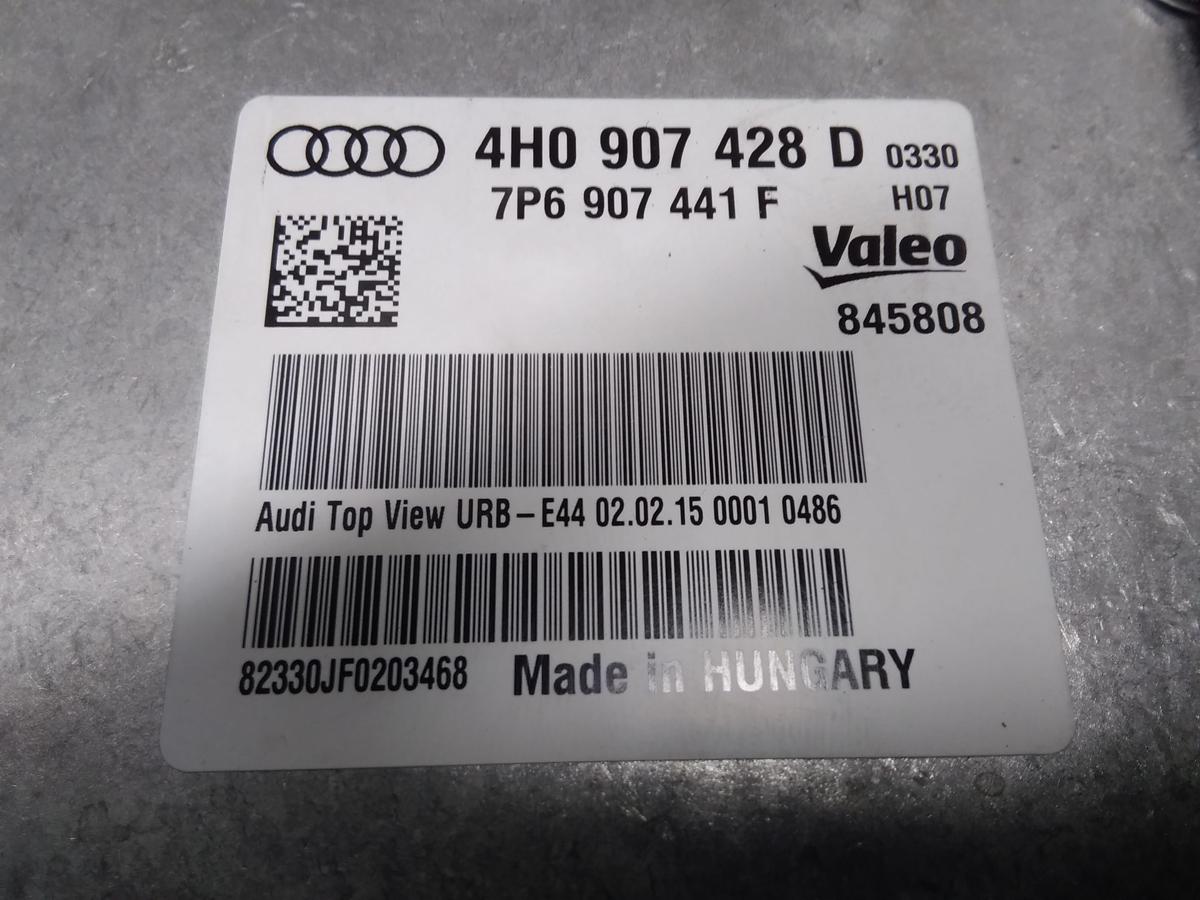 4H0 907 428 D 0330
7P6 907 441 F H07
Valeo
845808
Audi Top View URB-E44 02.02.15 0001 0486
82330JF0203468 Made in HUNGARY